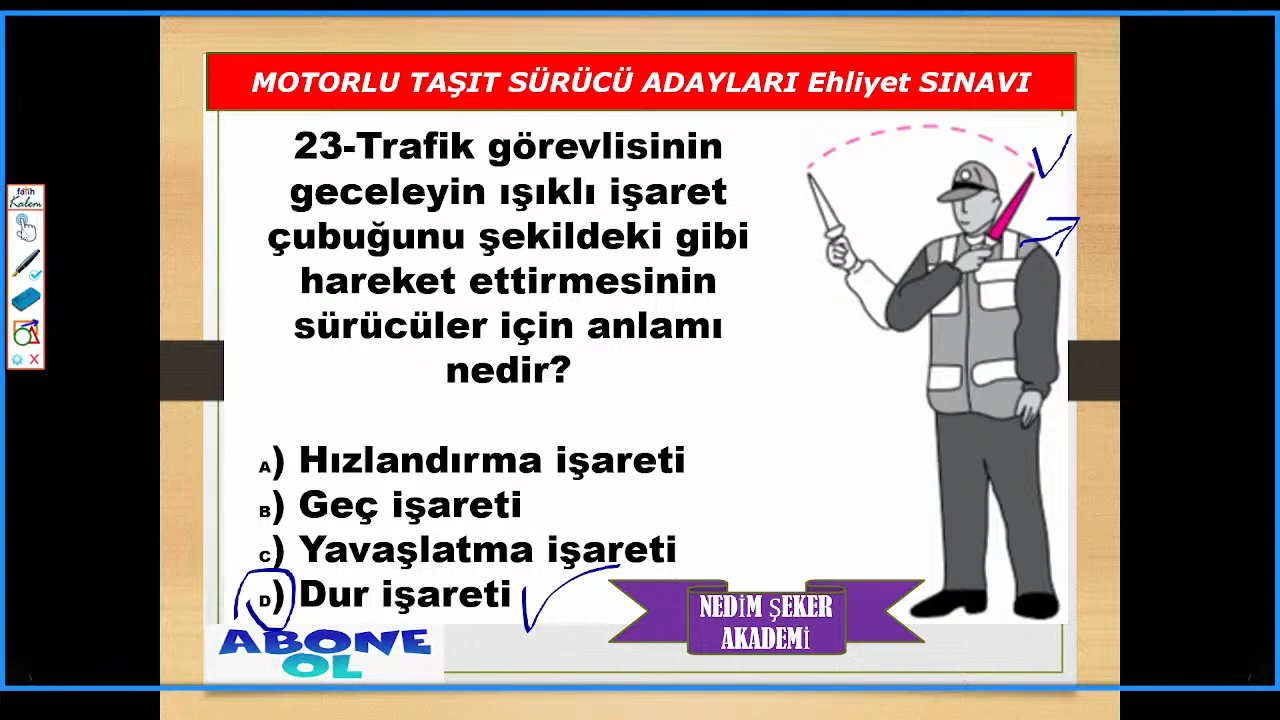 MOTORLU TAŞIT SÜRÜCÜ ADAYLARI Ehliyet SINAVI
23-Trafik görevlisinin
geceleyin ışıklı işaret
çubuğunu şekildeki gibi
hareket ettirmesinin
sürücüler için anlamı
nedir?
A) Hızlandırma işareti
B) Geç işareti
C) Yavaşlatma işareti
D) Dur işareti
NEDİM ŞEKER
AKADEMİ
ABONE
OL
fatih
Kalem